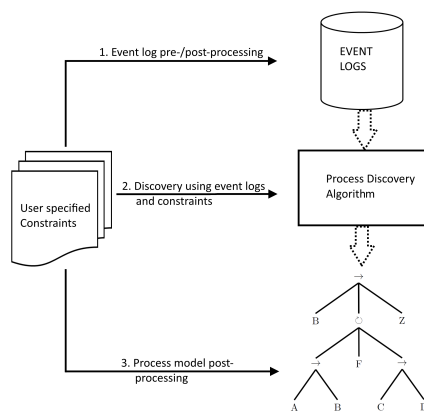 1. Event log pre-/post-processing
EVENT
LOGS
User specified
Constraints
2. Discovery using event logs
and constraints
Process Discovery
Algorithm
→
B
↻
Z
→
F
→
3. Process model post-
processing
A
B
C
D